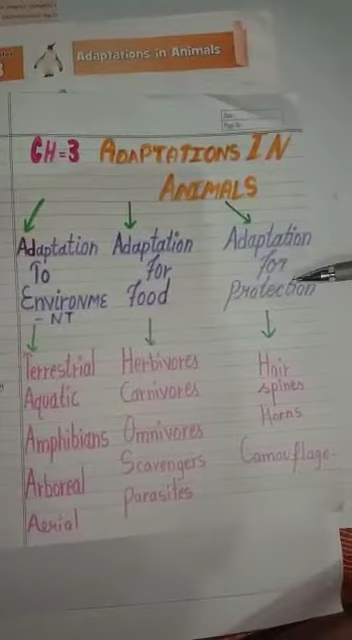 Adaptations in Animals
CH=3 ADAPTATIONS IN
ANIMALS
Adaptation
To
ENVIRONME
-NT
Adaptation
For
Food
Adaptation
For
Protection
Terrestrial
Aquatic
Amphibians
Arboreal
Aerial
Herbivores
Carnivores
Omnivores
Scavengers
Parasites
Hair
Spines
Horns
Camouflage